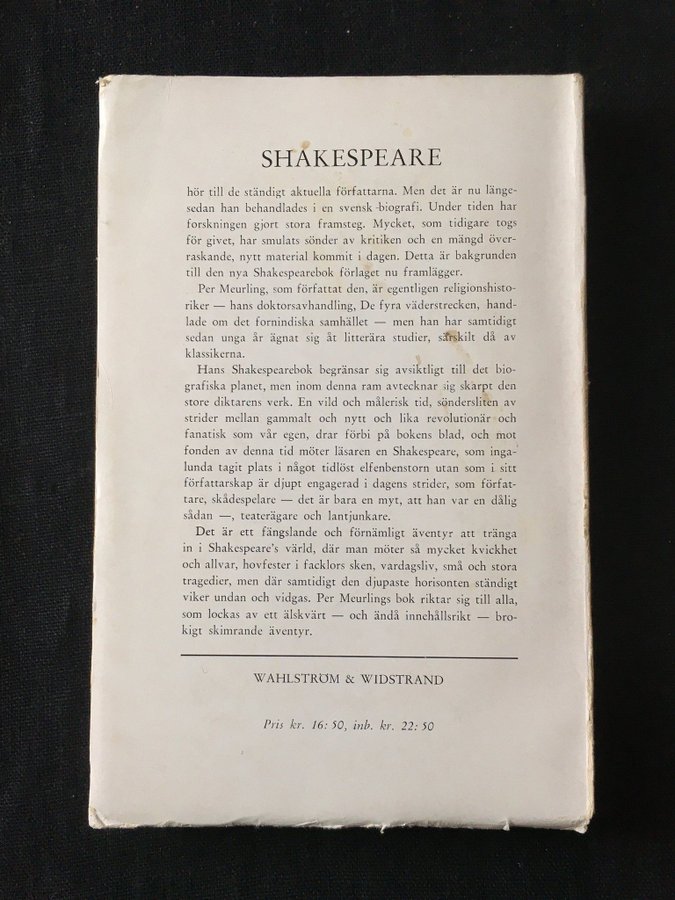 SHAKESPEARE
hör till de ständigt aktuella författarna. Men det är nu länge-
sedan han behandlades i en svensk biografi. Under tiden har
forskningen gjort stora framsteg. Mycket, som tidigare togs
för givet, har smulats sönder av kritiken och en mängd över-
raskande, nytt material kommit i dagen. Detta är bakgrunden
till den nya Shakespearebok förlaget nu framlägger.
Per Meurling, som författat den, är egentligen religionshisto-
riker — hans doktorsavhandling, De fyra väderstrecken, hand-
lade om det fornindiska samhället — men han har samtidigt
sedan unga år ägnat sig åt litterära studier, särskilt då av
klassikerna.
Hans Shakespearebok begränsar sig avsiktligt till det bio-
grafiska planet, men inom denna ram avtecknar sig skarpt den
store diktarens verk. En vild och målerisk tid, söndersliten av
strider mellan gammalt och nytt och lika revolutionär och
fanatisk som vår egen, drar förbi på bokens blad, och mot
fonden av denna tid möter läsaren en Shakespeare, som inga-
lunda tagit plats i något tidlöst elfenbenstorn utan som i sitt
författarskap är djupt engagerad i dagens strider, som förfat-
tare, skådespelare — det är bara en myt, att han var en dålig
sådan —, teaterägare och lantjunkare.
Det är ett fängslande och förnämligt äventyr att tränga
in i Shakespeare's värld, där man möter så mycket kvickhet
och allvar, hovfester i facklors sken, vardagsliv, små och stora
tragedier, men där samtidigt den djupaste horisonten ständigt
viker undan och vidgas. Per Meurlings bok riktar sig till alla,
som lockas av ett älskvärt — och ändå innehållsrikt — bro-
kigt skimrande äventyr.
WAHLSTRÖM & WIDSTRAND
Pris kr. 16: 50, inb. kr. 22: 50